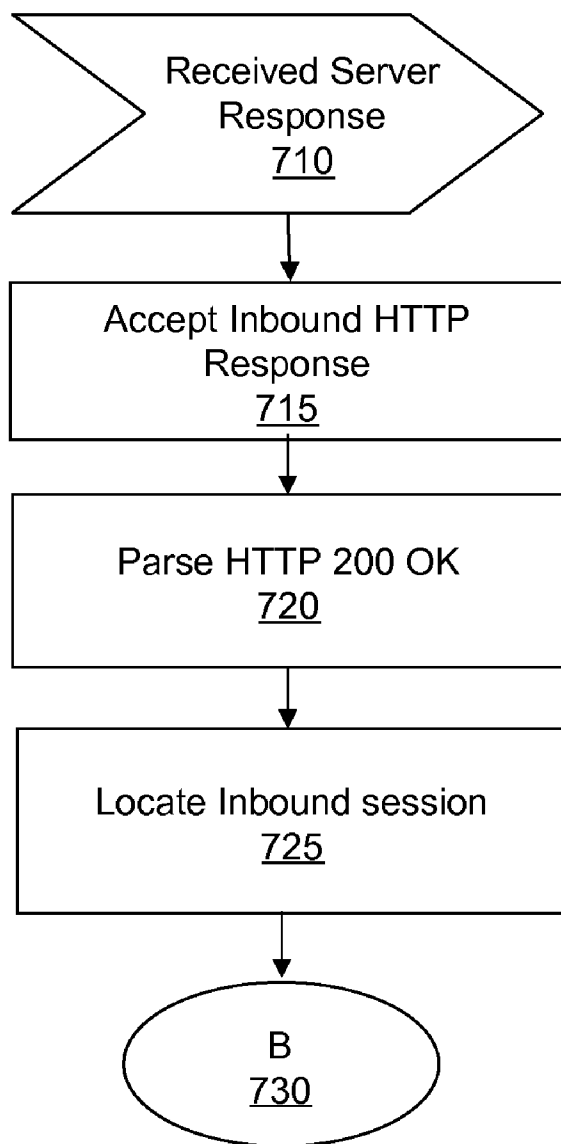 Received Server
Response
710
Accept Inbound HTTP
Response
715
Parse HTTP 200 OK
720
Locate Inbound session
725
B
730